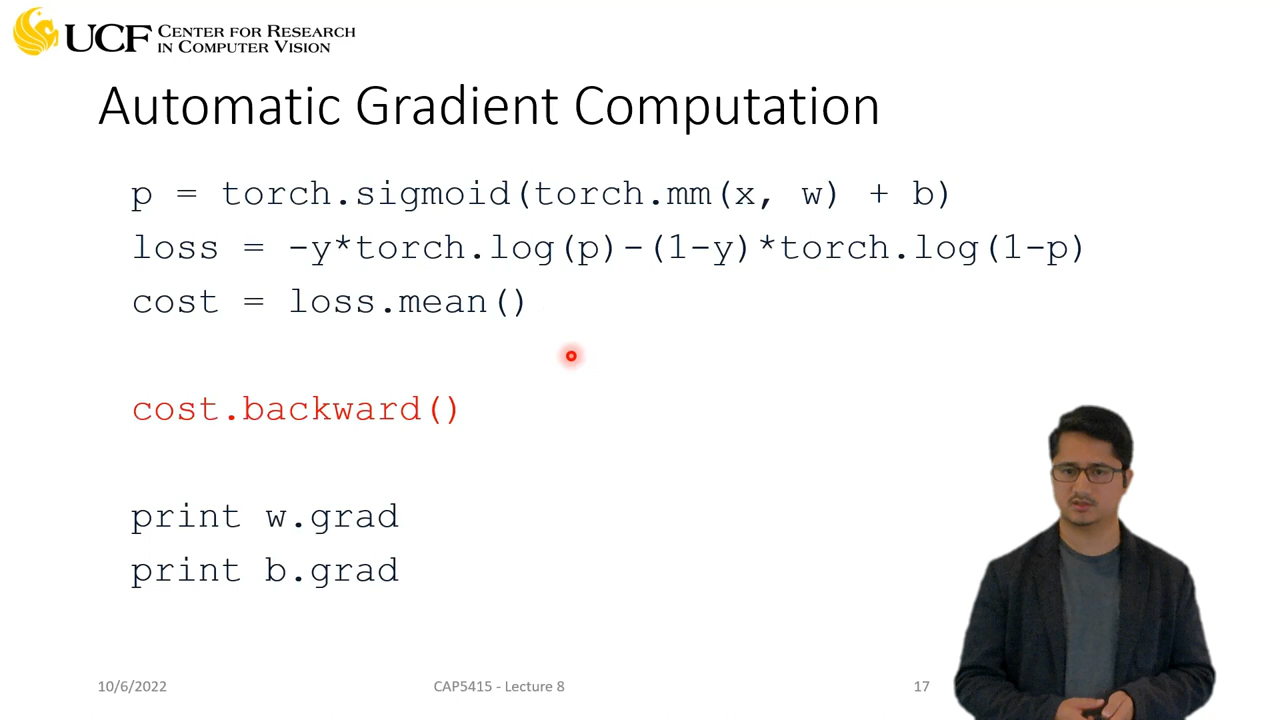 UCF CENTER FOR RESEARCH
IN COMPUTER VISION
Automatic Gradient Computation
p = torch.sigmoid(torch.mm(x, w) + b)
loss = -y*torch.log(p)-(1-y)*torch.log(1-p)
cost = loss.mean()
cost.backward()
print w.grad
print b.grad
10/6/2022
CAP5415 - Lecture 8
17